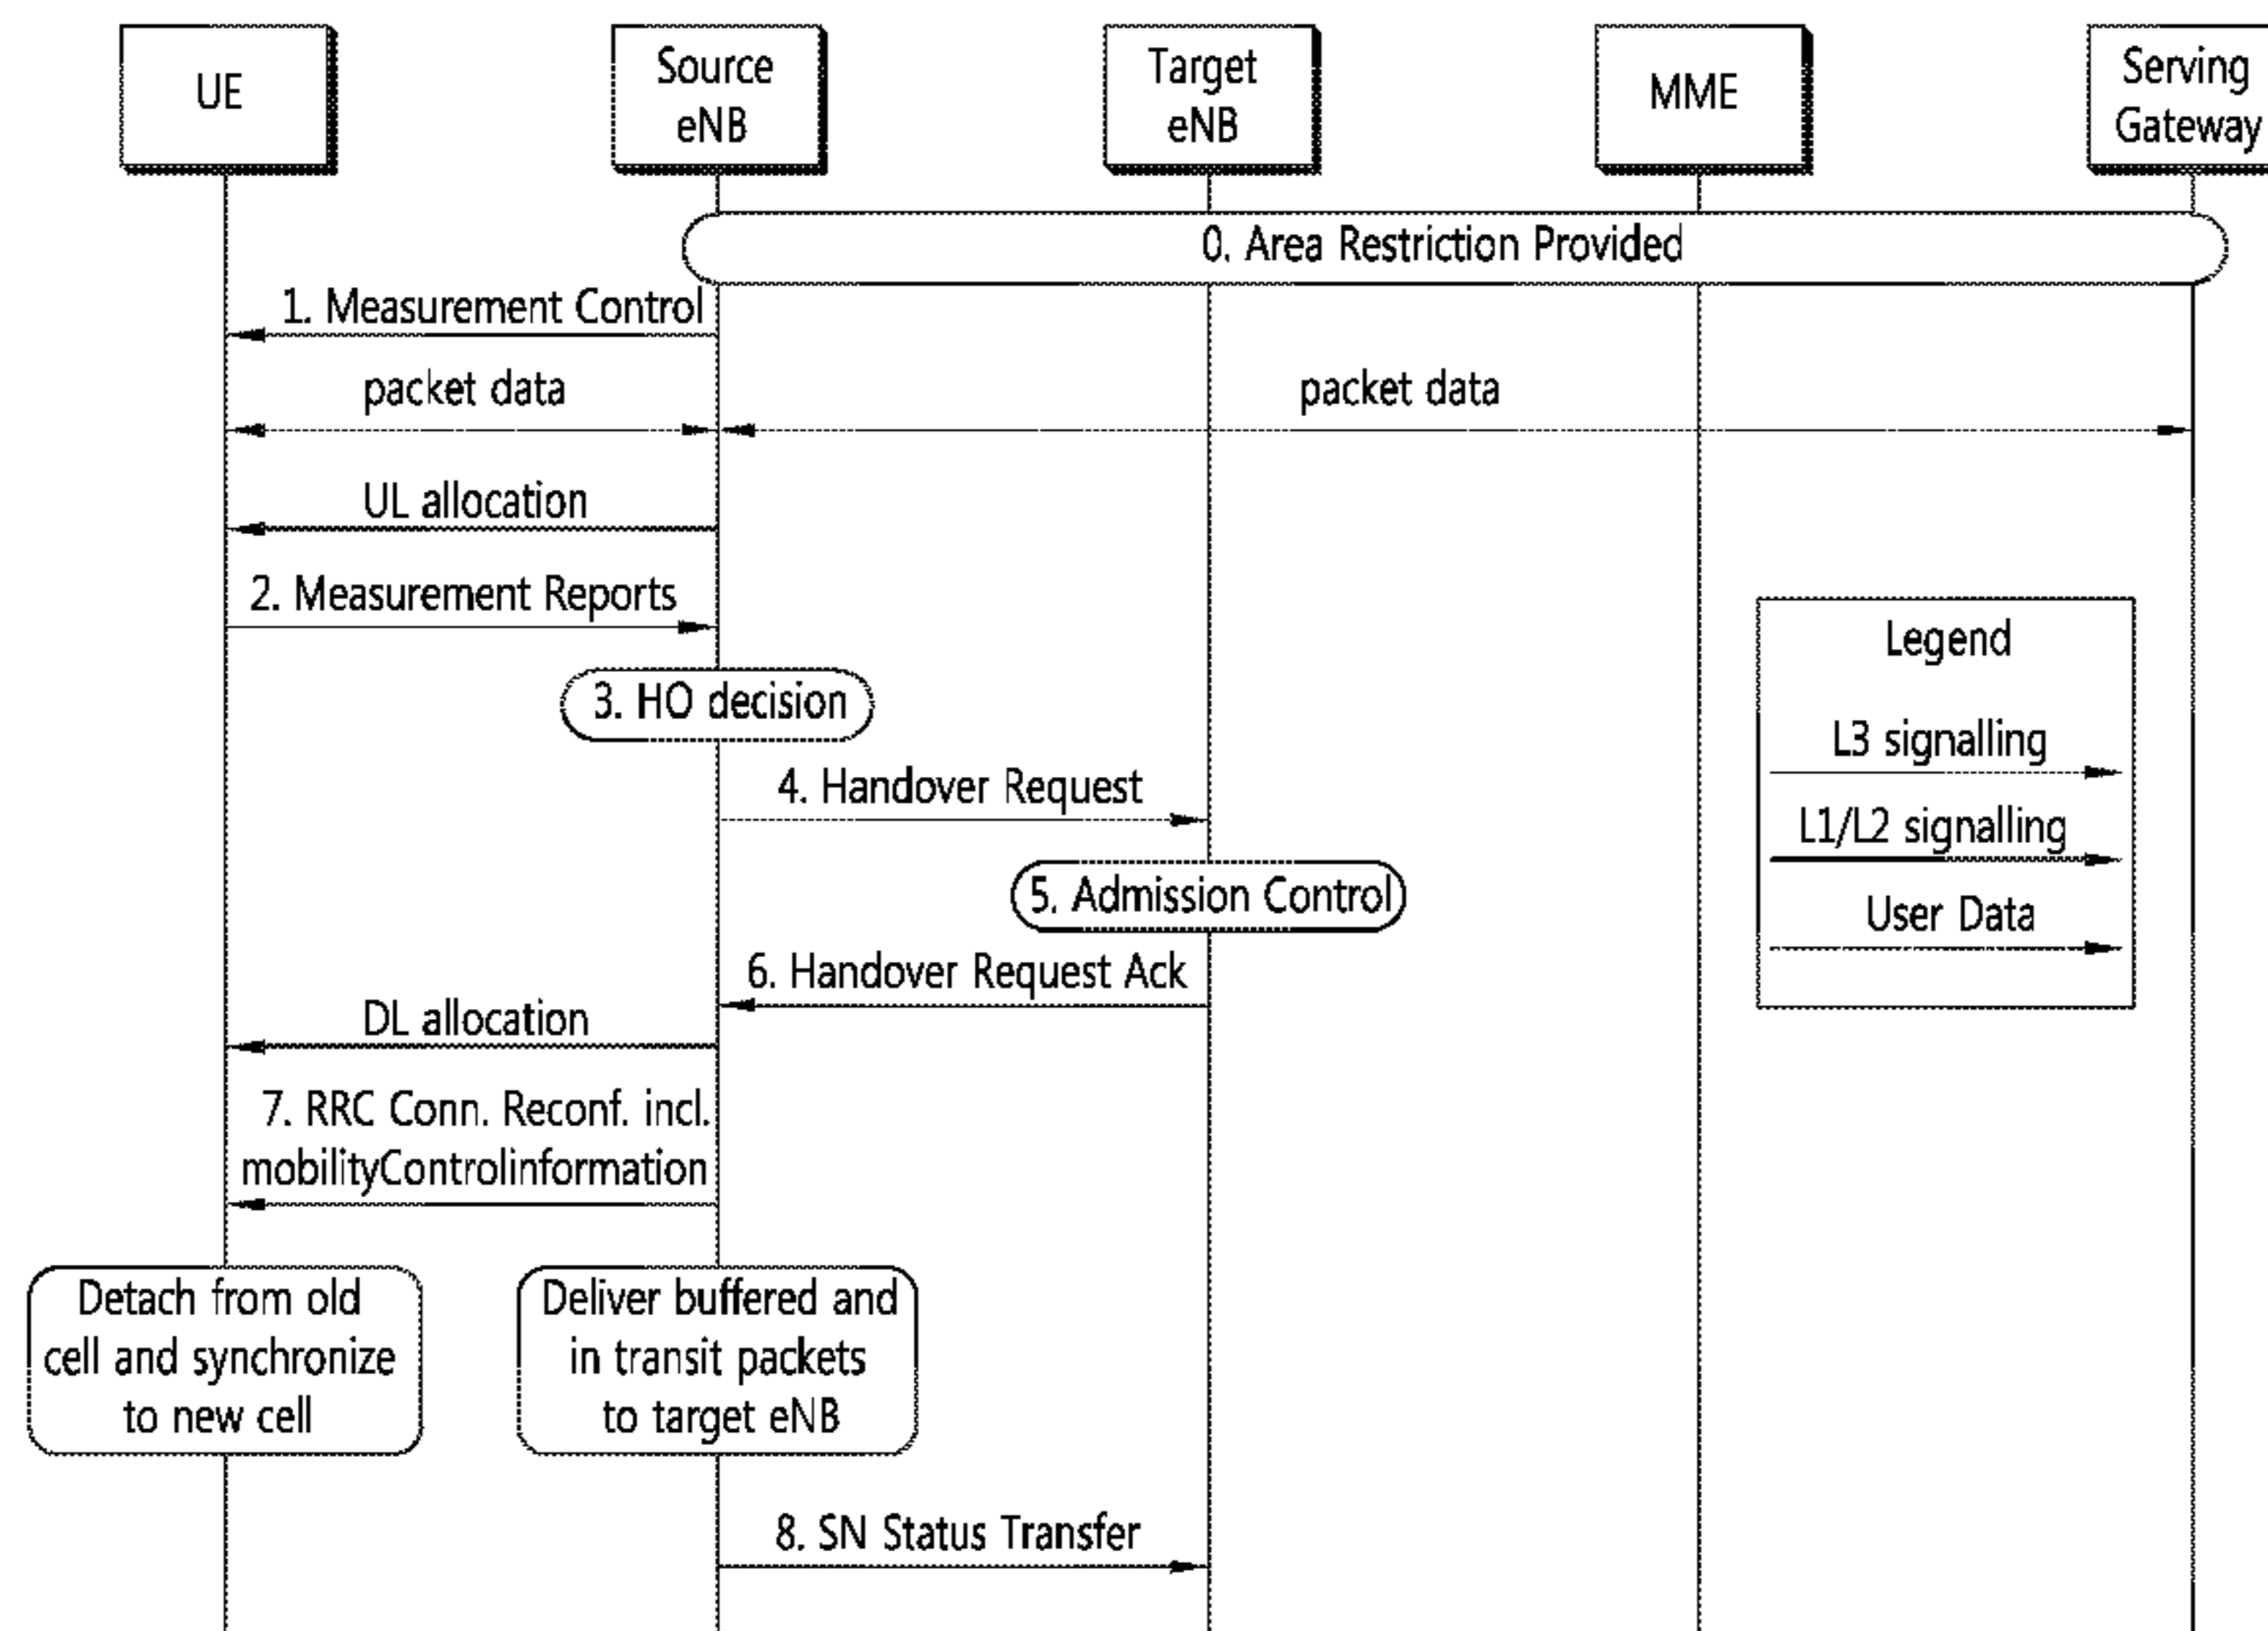 UE
Source
eNB
Target
eNB
MME
Serving
Gateway
0. Area Restriction Provided
1. Measurement Control
packet data
packet data
UL allocation
2. Measurement Reports
3. HO decision
4. Handover Request
5. Admission Control
6. Handover Request Ack
DL allocation
7. RRC Conn. Reconf. incl.
mobilityControlinformation
Detach from old
cell and synchronize
to new cell
Deliver buffered and
in transit packets
to target eNB
8. SN Status Transfer
Legend
L3 signalling
L1/L2 signalling
User Data